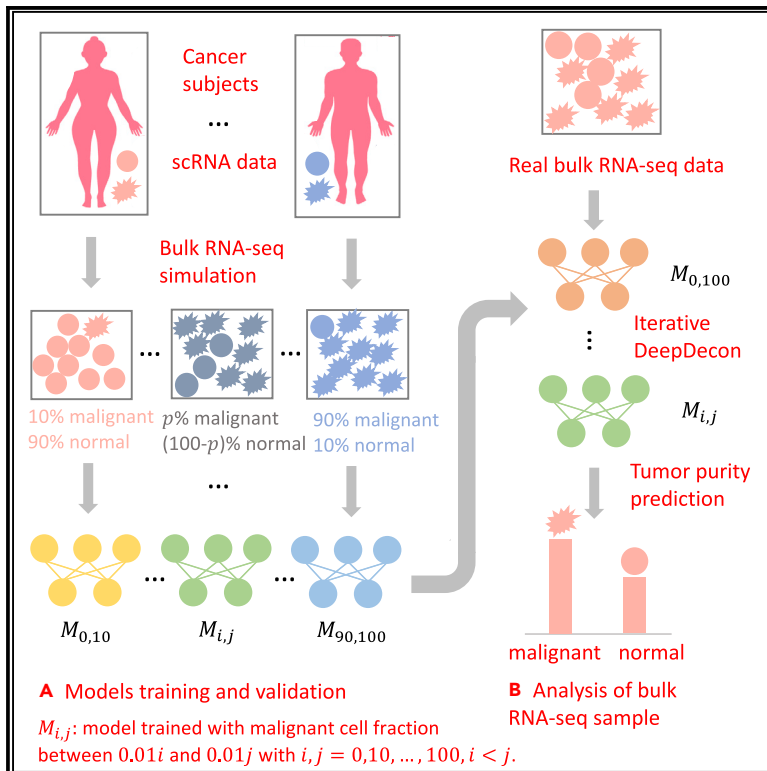 Cancer
subjects
...
scRNA data
Bulk RNA-seq
simulation
... ...
10% malignant
90% normal
p% malignant
(100-p)% normal
90% malignant
10% normal
...
... ...
M0,10
Mi,j
M90,100
A Models training and validation
Mi,j: model trained with malignant cell fraction
between 0.01i and 0.01j with i, j = 0,10, ... , 100, i < j.
Real bulk RNA-seq data
M0,100
Iterative
DeepDecon
...
Mi,j
Tumor purity
prediction
malignant normal
B Analysis of bulk
RNA-seq sample